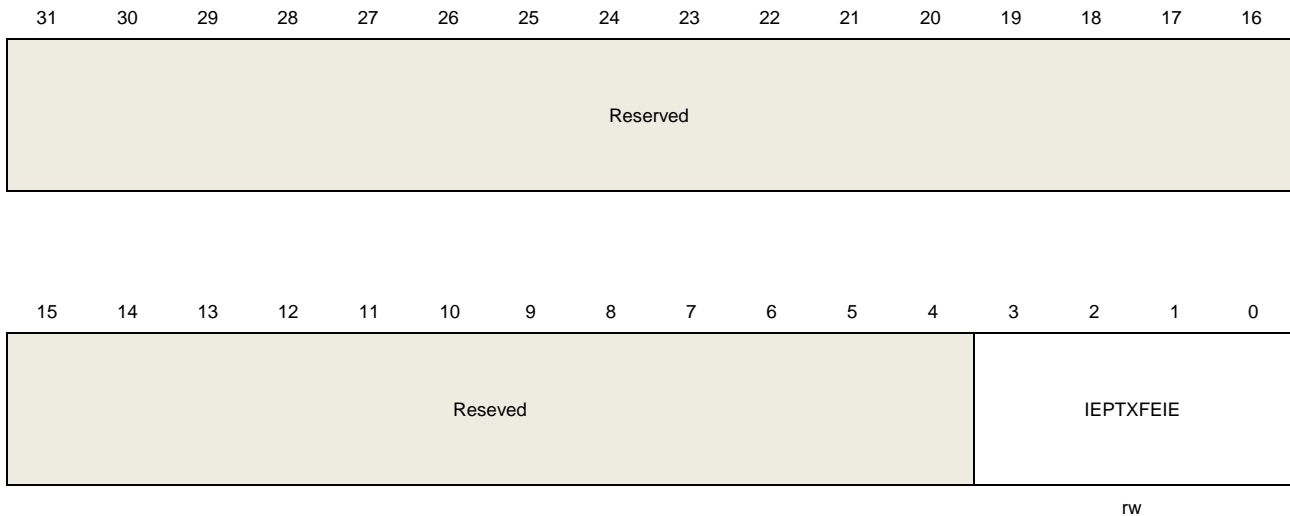 31 30 29 28 27 26 25 24 23 22 21 20 19 18 17 16
Reserved
15 14 13 12 11 10 9 8 7 6 5 4 3 2 1 0
Reseved IEPTXFEIE
rw